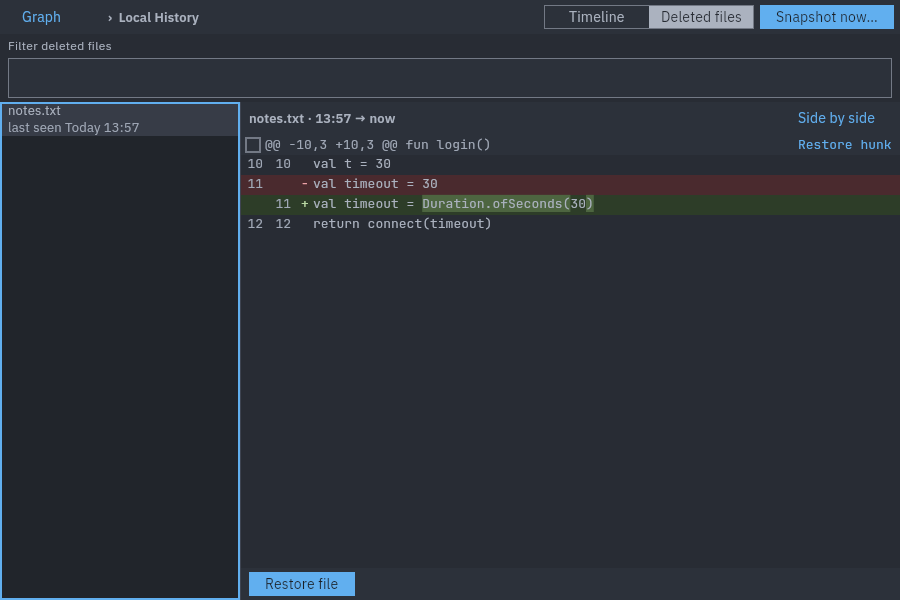 Graph › Local History Timeline Deleted files Snapshot now...
Filter deleted files
notes.txt
last seen Today 13:57
notes.txt · 13:57 → now Side by side
@@ -10,3 +10,3 @@ fun login() Restore hunk
10 10 val t = 30
11 - val timeout = 30
11 + val timeout = Duration.ofSeconds(30)
12 12 return connect(timeout)
Restore file